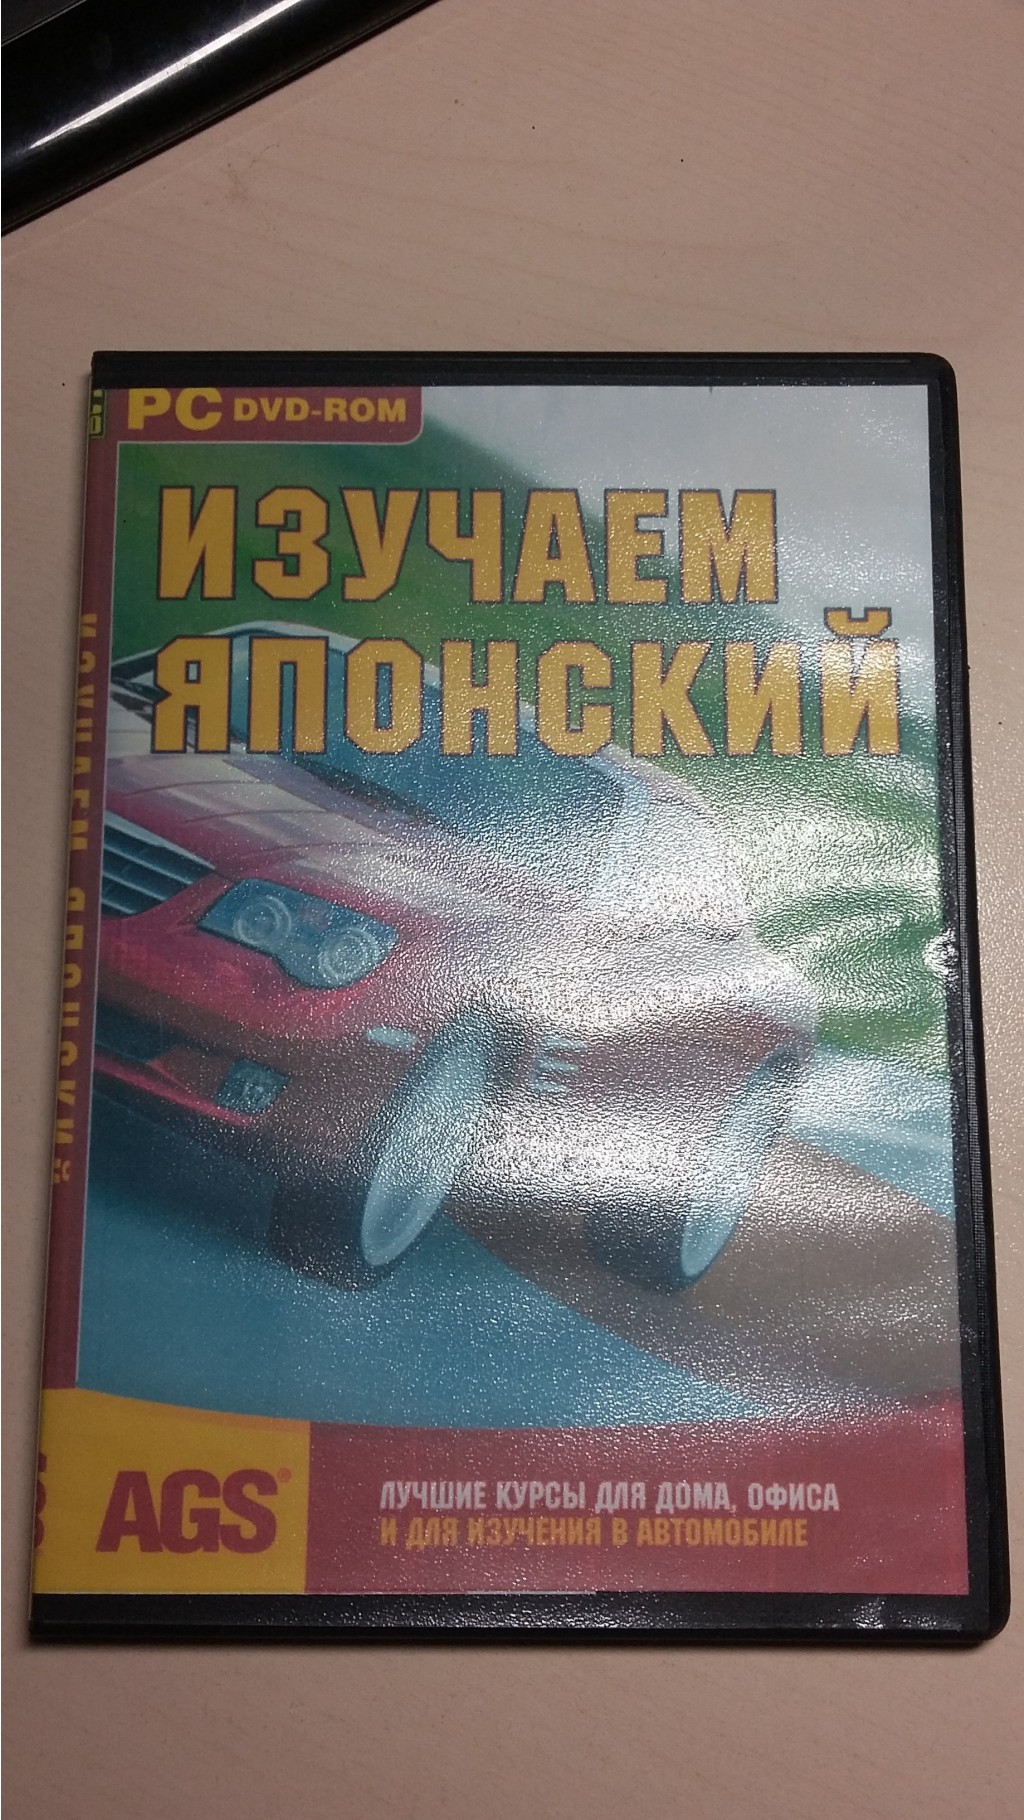 PC DVD-ROM
ИЗУЧАЕМ
ЯПОНСКИЙ
ИЗУЧАЕМ ЯПОНСКИЙ
AGS®
ЛУЧШИЕ КУРСЫ ДЛЯ ДОМА, ОФИСА
И ДЛЯ ИЗУЧЕНИЯ В АВТОМОБИЛЕ